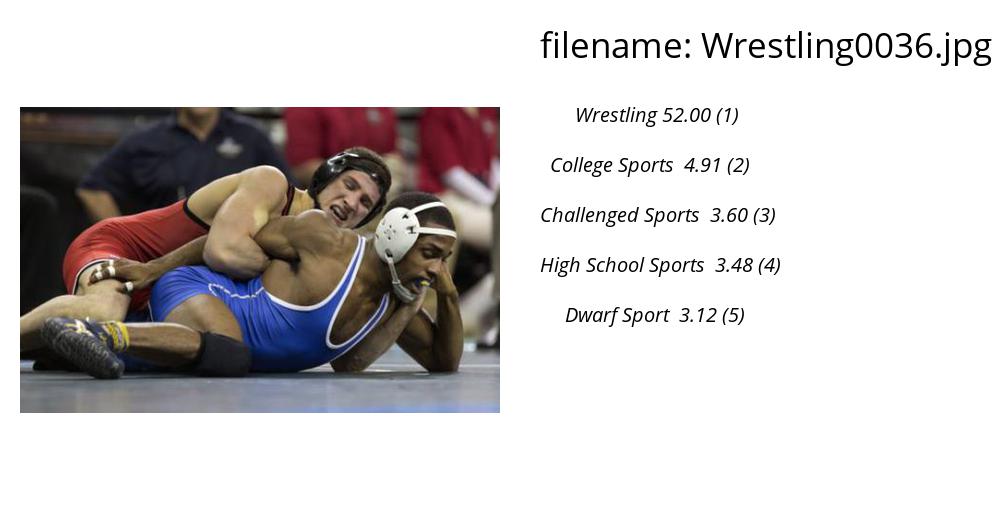 filename: Wrestling0036.jpg
Wrestling 52.00 (1)
College Sports 4.91 (2)
Challenged Sports 3.60 (3)
High School Sports 3.48 (4)
Dwarf Sport 3.12 (5)